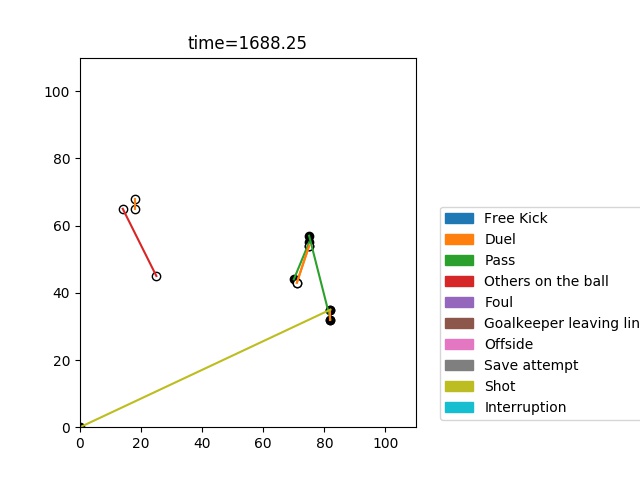 time=1688.25
100
80
60
40
20
0
0 20 40 60 80 100
Free Kick
Duel
Pass
Others on the ball
Foul
Goalkeeper leaving lin
Offside
Save attempt
Shot
Interruption